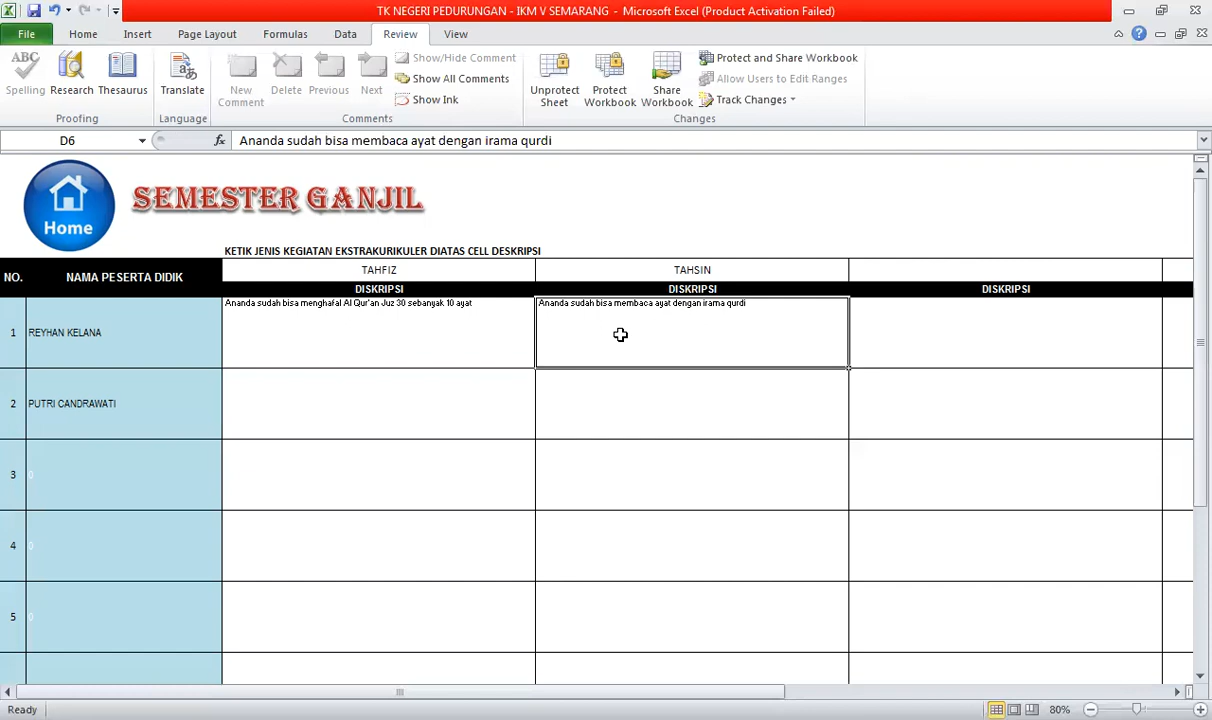 TK NEGERI PEDURUNGAN - IKM V SEMARANG - Microsoft Excel (Product Activation Failed)
File Home Insert Page Layout Formulas Data Review View
ABC
Spelling Research Thesaurus
Proofing
Translate
Language
New Comment Delete Previous Next
Show/Hide Comment
Show All Comments
Show Ink
Comments
Unprotect Sheet Protect Workbook Share Workbook
Protect and Share Workbook
Allow Users to Edit Ranges
Track Changes
Changes
D6 fx Ananda sudah bisa membaca ayat dengan irama qurdi
Home
SEMESTER GANJIL
KETIK JENIS KEGIATAN EKSTRAKURIKULER DIATAS CELL DESKRIPSI
NO. NAMA PESERTA DIDIK TAHFIZ TAHSIN
DISKRIPSI DISKRIPSI DISKRIPSI
1 REYHAN KELANA Ananda sudah bisa menghafal Al Qur'an Juz 30 sebanyak 10 ayat Ananda sudah bisa membaca ayat dengan irama qurdi
2 PUTRI CANDRAWATI
3 0
4 0
5 0
Ready 80%